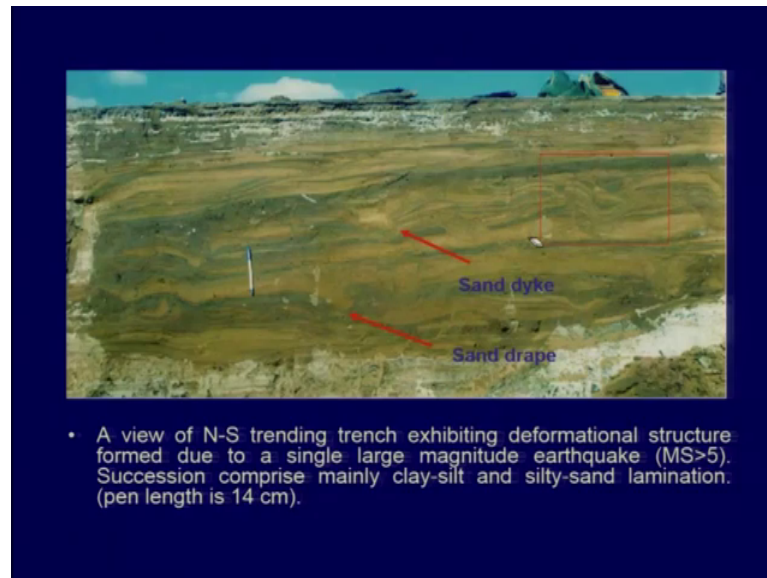 Sand dyke
Sand drape
• A view of N-S trending trench exhibiting deformational structure
formed due to a single large magnitude earthquake (MS>5).
Succession comprise mainly clay-silt and silty-sand lamination.
(pen length is 14 cm).